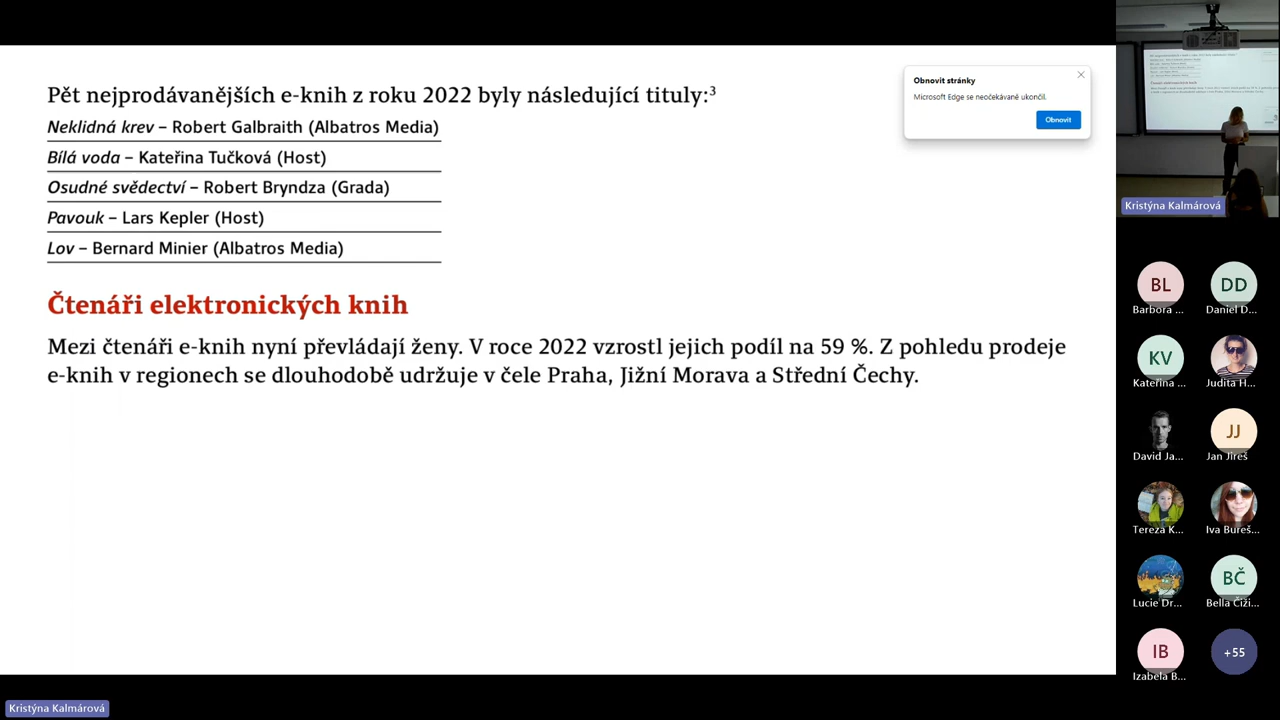 Pět nejprodávanějších e-knih z roku 2022 byly následující tituly:³
Neklidná krev – Robert Galbraith (Albatros Media)
Bílá voda – Kateřina Tučková (Host)
Osudné svědectví – Robert Bryndza (Grada)
Pavouk – Lars Kepler (Host)
Lov – Bernard Minier (Albatros Media)
Čtenáři elektronických knih
Mezi čtenáři e-knih nyní převládají ženy. V roce 2022 vzrostl jejich podíl na 59 %. Z pohledu prodeje
e-knih v regionech se dlouhodobě udržuje v čele Praha, Jižní Morava a Střední Čechy.
Obnovit stránky
Microsoft Edge se neočekávaně ukončil.
Obnovit
Kristýna Kalmárová
BL
Barbora ...
DD
Daniel D...
KV
Kateřina ...
Judita H...
David Ja...
JJ
Jan Jireš
Tereza K...
Iva Bureš...
Lucie Dr...
BČ
Bella Čiži...
IB
Izabela B...
+55
Kristýna Kalmárová